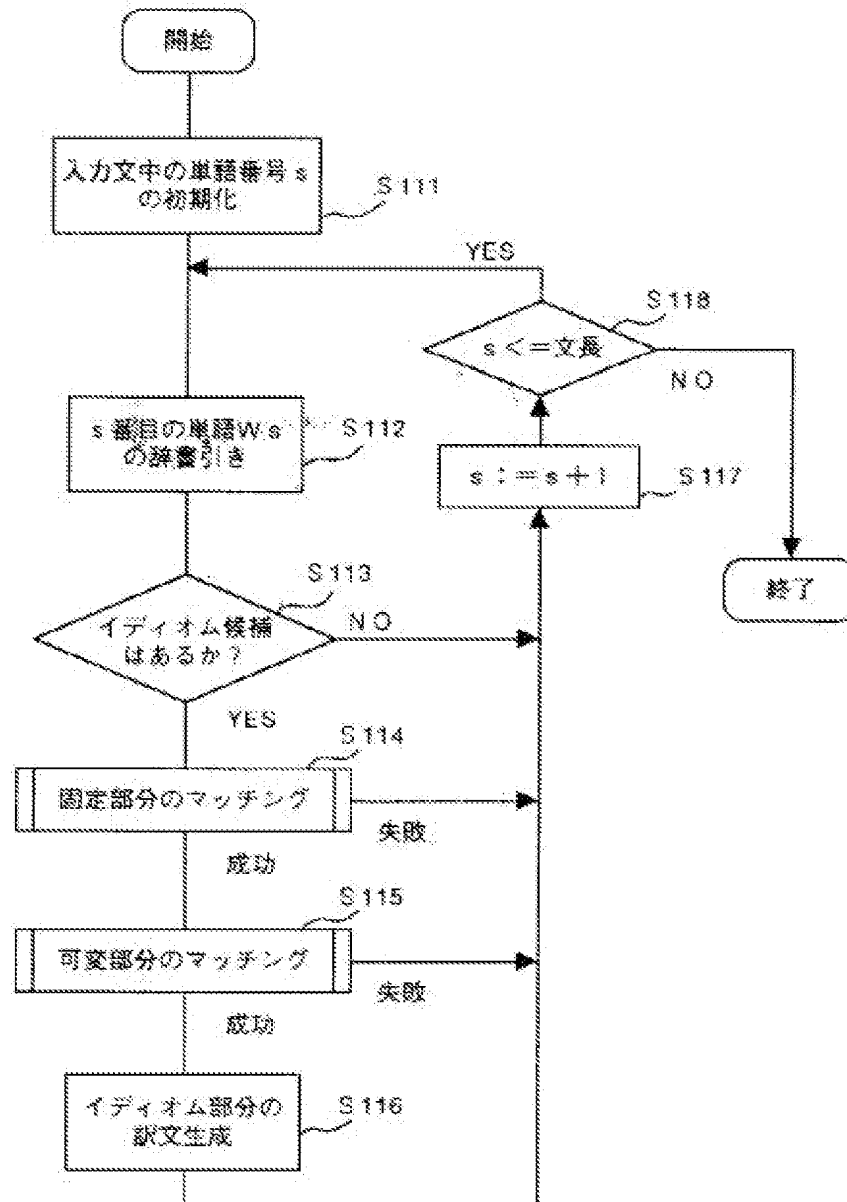 開始
入力文中の単語番号 s
の初期化
S111
YES
S118
s<=文長
NO
s番目の単語Ws
の辞書引き
S112
s:=s+1
S117
S113
イディオム候補
はあるか?
NO
終了
YES
S114
固定部分のマッチング
失敗
成功
S115
可変部分のマッチング
失敗
成功
イディオム部分の
訳文生成
S116